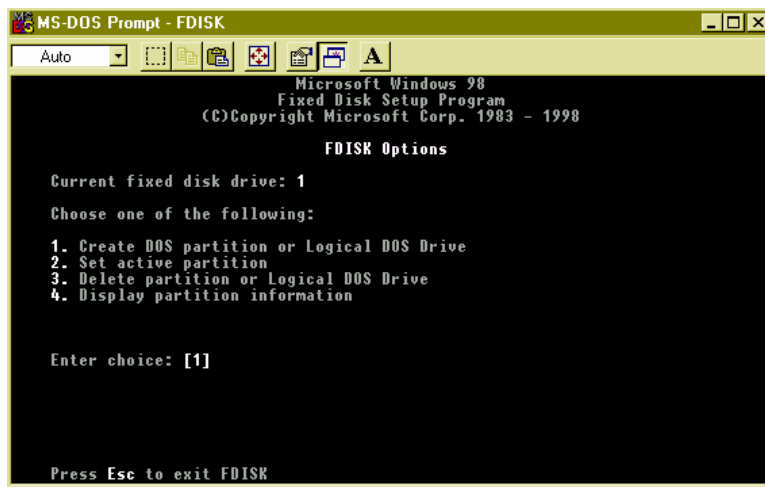 MS-DOS Prompt - FDISK
Auto
A
Microsoft Windows 98
Fixed Disk Setup Program
(C)Copyright Microsoft Corp. 1983 - 1998
FDISK Options
Current fixed disk drive: 1
Choose one of the following:
1. Create DOS partition or Logical DOS Drive
2. Set active partition
3. Delete partition or Logical DOS Drive
4. Display partition information
Enter choice: [1]
Press Esc to exit FDISK